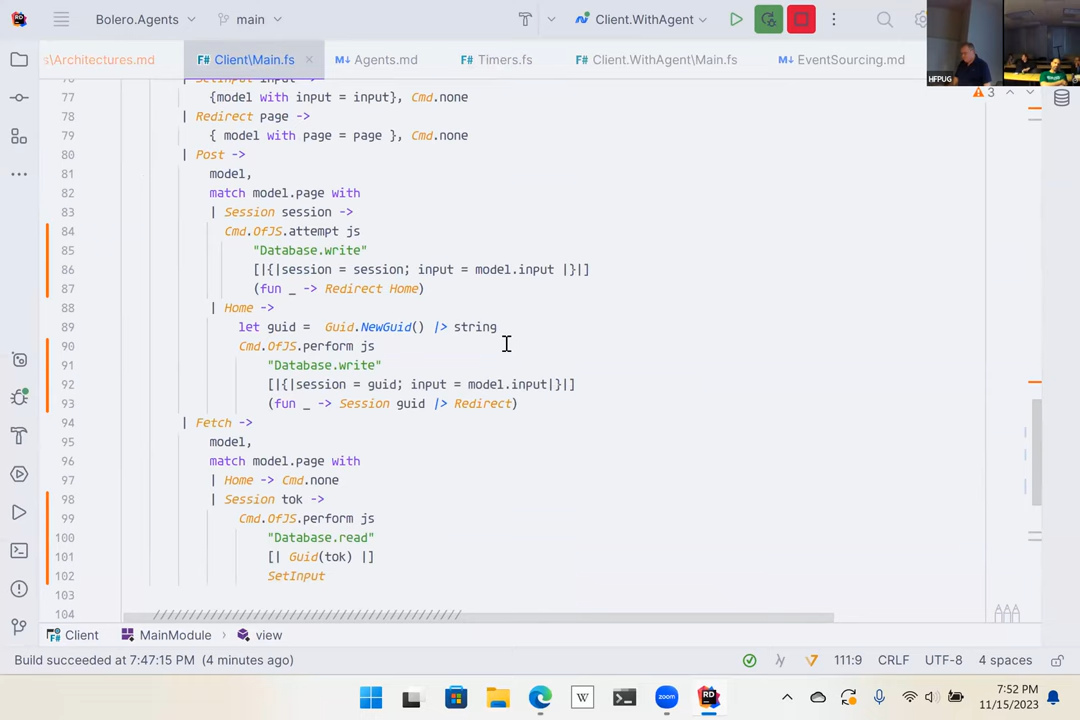 Bolero.Agents
main
Client.WithAgent
s\Architectures.md
Client\Main.fs
Agents.md
Timers.fs
Client.WithAgent\Main.fs
EventSourcing.md
HFPUG
3
77 {model with input = input}, Cmd.none
78 | Redirect page ->
79 { model with page = page }, Cmd.none
80 | Post ->
81 model,
82 match model.page with
83 | Session session ->
84 Cmd.OfJS.attempt js
85 "Database.write"
86 [|{|session = session; input = model.input |}|]
87 (fun _ -> Redirect Home)
88 | Home ->
89 let guid =  Guid.NewGuid() |> string
90 Cmd.OfJS.perform js
91 "Database.write"
92 [|{|session = guid; input = model.input|}|]
93 (fun _ -> Session guid |> Redirect)
94 | Fetch ->
95 model,
96 match model.page with
97 | Home -> Cmd.none
98 | Session tok ->
99 Cmd.OfJS.perform js
100 "Database.read"
101 [| Guid(tok) |]
102 SetInput
103
104 ///////////////////////////////////////////
Client
MainModule
view
Build succeeded at 7:47:15 PM (4 minutes ago)
111:9
CRLF
UTF-8
4 spaces
W
zoom
RD
7:52 PM
11/15/2023